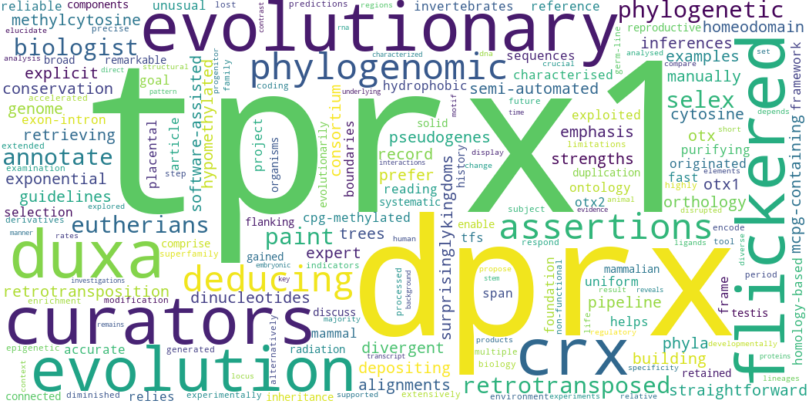 reliable components unusual lost predictions regions invertebrates reference phylogenetic
methylcytosine evolutionary reproductive homeodomain
elucidate precise contrast rna dna germ-line
biologist phylogenomic characterized sequences inferences
analysis broad remarkable crucial analysed examples
explicit direct structural progenitor coding hydrophobic semi-automated compare set
conservation goal family characterised manually
accelerated pattern underlying motif future selex framework
genome exon-intron article software-assisted hypomethylated exploited cytosine
retrieving placental project consortium boundaries solid pseudogenes time emphasis otx depends
extended organisms record strengths limitations short
examination step evolutionarily history display duplication purifying elements
annotate tprx1 prefer interactions change originated
exponential reading ontology fast otx1 highly
guidelines systematic otx2 orthology disrupted
selection cpg-methylated subject evidence animal flickered mcpg-containing
derivatives explored flanking enable assertions encode diverse
manner eutherians paint trees human tfs respond ligands tool
rates comprise gained expert surprisinglykingdoms mammalian period
duxa superfamily embryonic indicators processed background stem foundation non-functional uniform result reveals frame
investigations deducing key dprx propose span pipeline testis
retrotransposition dinucleotides life helps
enrichment modification discuss products crx phyla developmentally
curators remains mammal multiple regulatory building retained proteins
epigenetic accurate generated radiation majority divergent biology specificity lineages homology-based
context evolution locus alternatively transcript depositing retrotransposed
connected diminished relies experimentally inheritance supported extensively alignments environment experiments relative straightforward